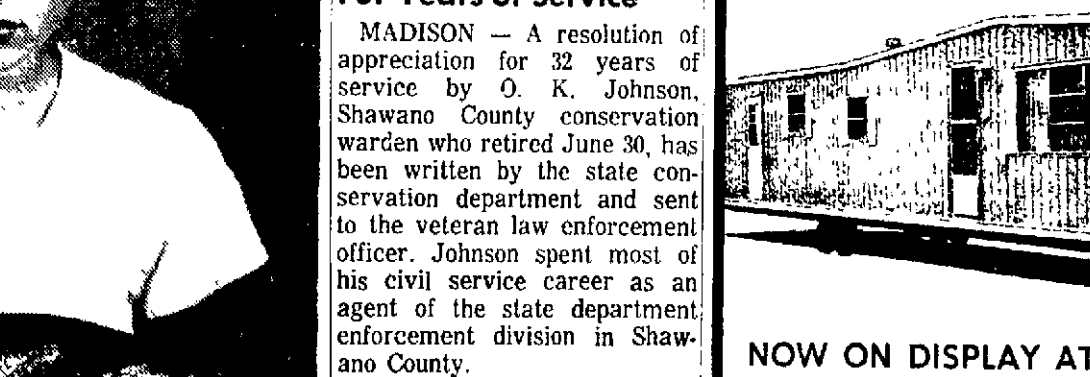 For Years of Service
MADISON — A resolution of
appreciation for 32 years of
service by O. K. Johnson,
Shawano County conservation
warden who retired June 30, has
been written by the state con-
servation department and sent
to the veteran law enforcement
officer. Johnson spent most of
his civil service career as an
agent of the state department
enforcement division in Shaw-
ano County.
NOW ON DISPLAY AT